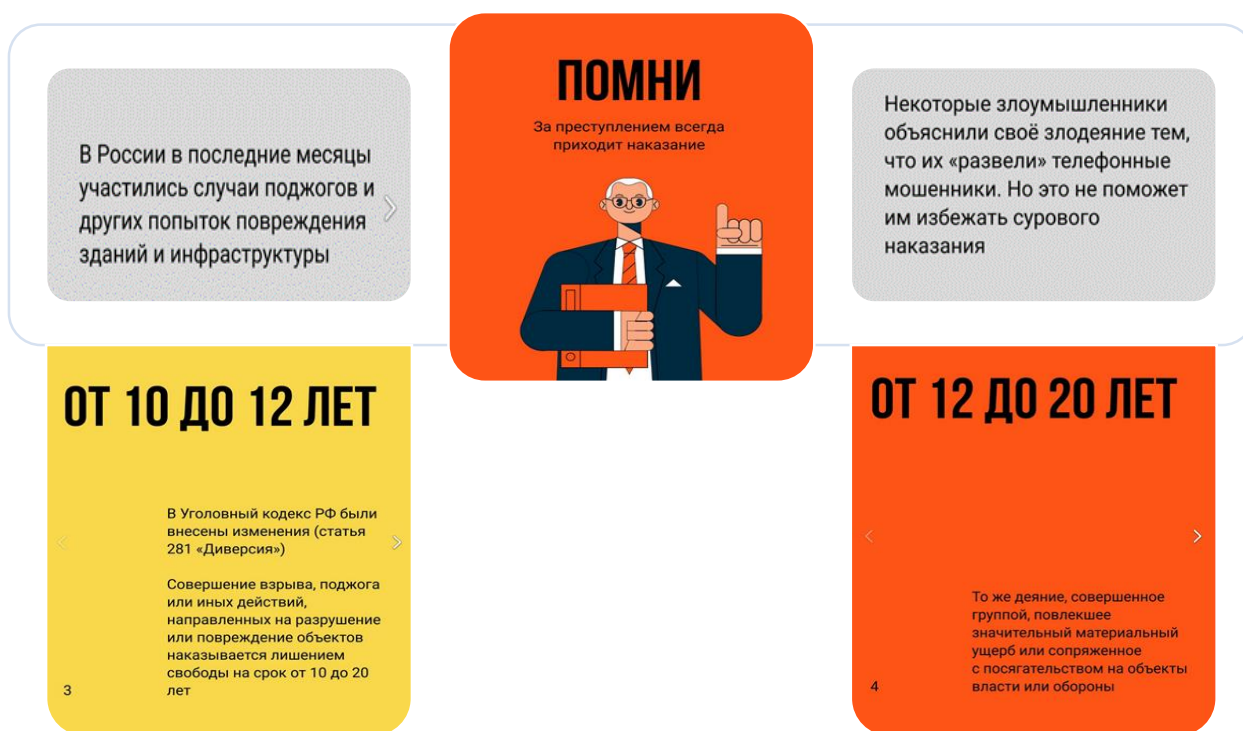 В России в последние месяцы
участились случаи поджогов и
других попыток повреждения
зданий и инфраструктуры
ПОМНИ
За преступлением всегда
приходит наказание
Некоторые злоумышленники
объяснили своё злодеяние тем,
что их «развели» телефонные
мошенники. Но это не поможет
им избежать сурового
наказания
ОТ 10 ДО 12 ЛЕТ
В Уголовный кодекс РФ были
внесены изменения (статья
281 «Диверсия»)
Совершение взрыва, поджога
или иных действий,
направленных на разрушение
или повреждение объектов
наказывается лишением
свободы на срок от 10 до 20
лет
3
ОТ 12 ДО 20 ЛЕТ
То же деяние, совершенное
группой, повлекшее
значительный материальный
ущерб или сопряженное
с посягательством на объекты
власти или обороны
4